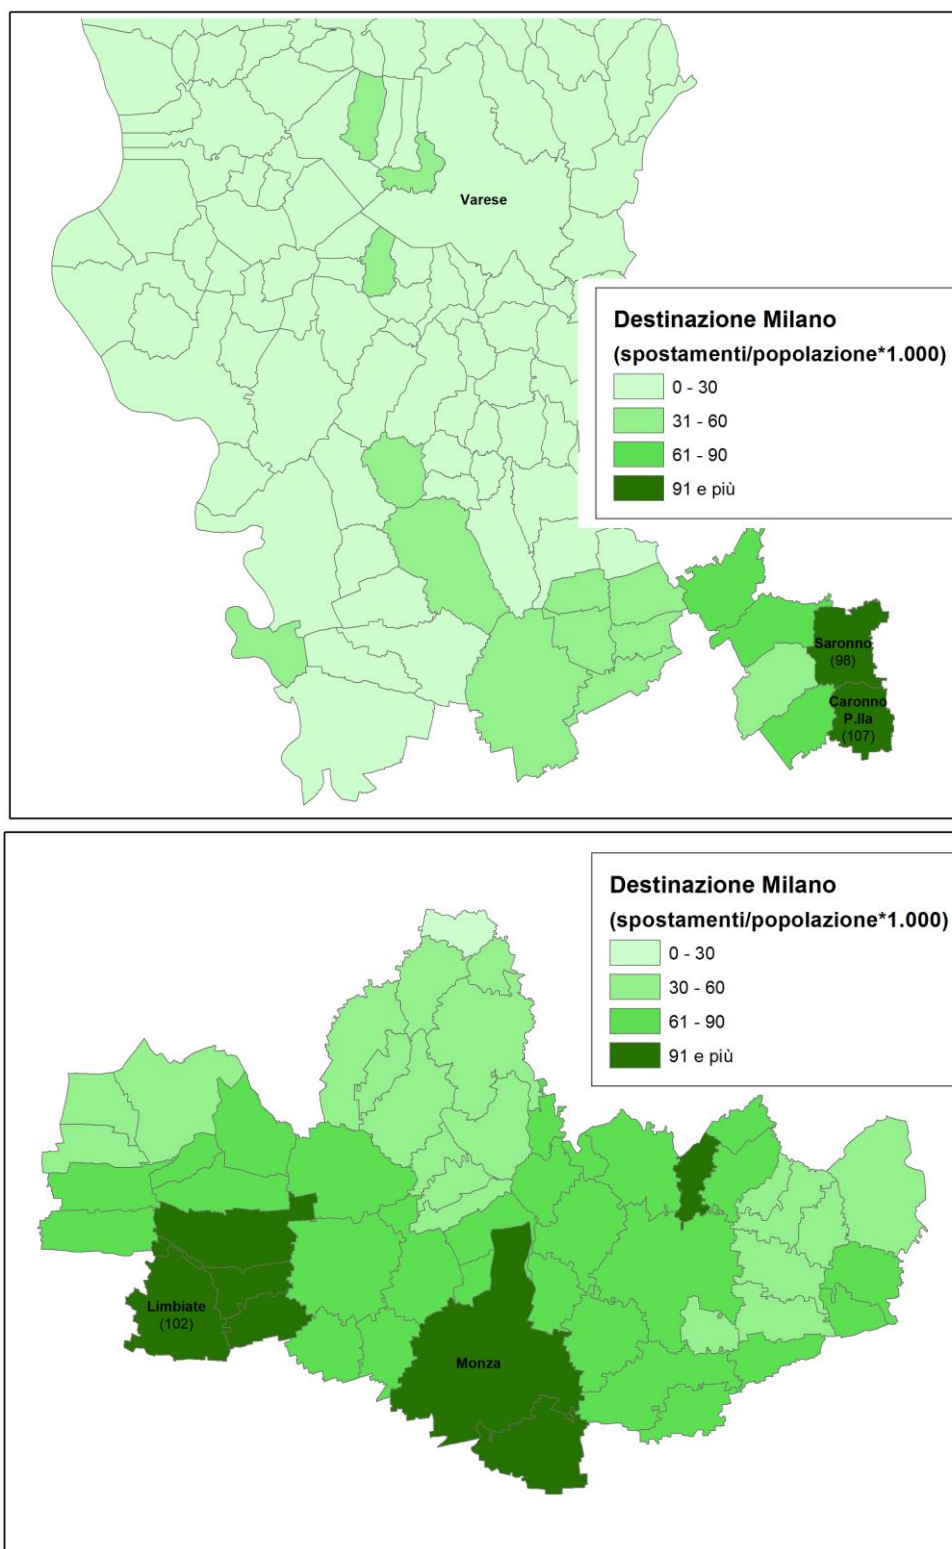 Varese
Destinazione Milano
(spostamenti/popolazione*1.000)
0 - 30
31 - 60
61 - 90
91 e più
Saronno
(98)
Caronno
P.lla
(107)
Destinazione Milano
(spostamenti/popolazione*1.000)
0 - 30
30 - 60
61 - 90
91 e più
Limbiate
(102)
Monza